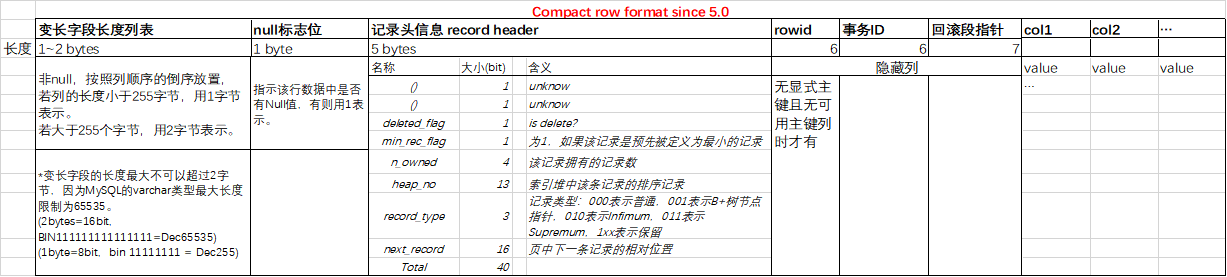 Compact row format since 5.0
变长字段长度列表 null标志位 记录头信息 record header rowid 事务ID 回滚段指针 col1 col2 …
长度 1~2 bytes 1 byte 5 bytes 6 6 7
非null，按照列顺序的倒序放置，
若列的长度小于255字节，用1字节
表示。
若大于255个字节，用2字节表示。
*变长字段的长度最大不可以超过2字
节，因为MySQL的varchar类型最大长度
限制为65535。
(2bytes=16bit,
BIN111111111111111=Dec65535)
(1byte=8bit，bin 11111111 = Dec255)
指示该行数据中是否
有Null值，有则用1表
示。
名称 大小(bit) 含义
() 1 unknow
() 1 unknow
deleted_flag 1 is delete?
min_rec_flag 1 为1，如果该记录是预先被定义为最小的记录
n_owned 4 该记录拥有的记录数
heap_no 13 索引堆中该条记录的排序记录
record_type 3 记录类型：000表示普通，001表示B+树节点
指针，010表示Infimum，011表示
Supremum，1xx表示保留
next_record 16 页中下一条记录的相对位置
Total 40
隐藏列
无显式主
键且无可
用主键列
时才有
value value value
…